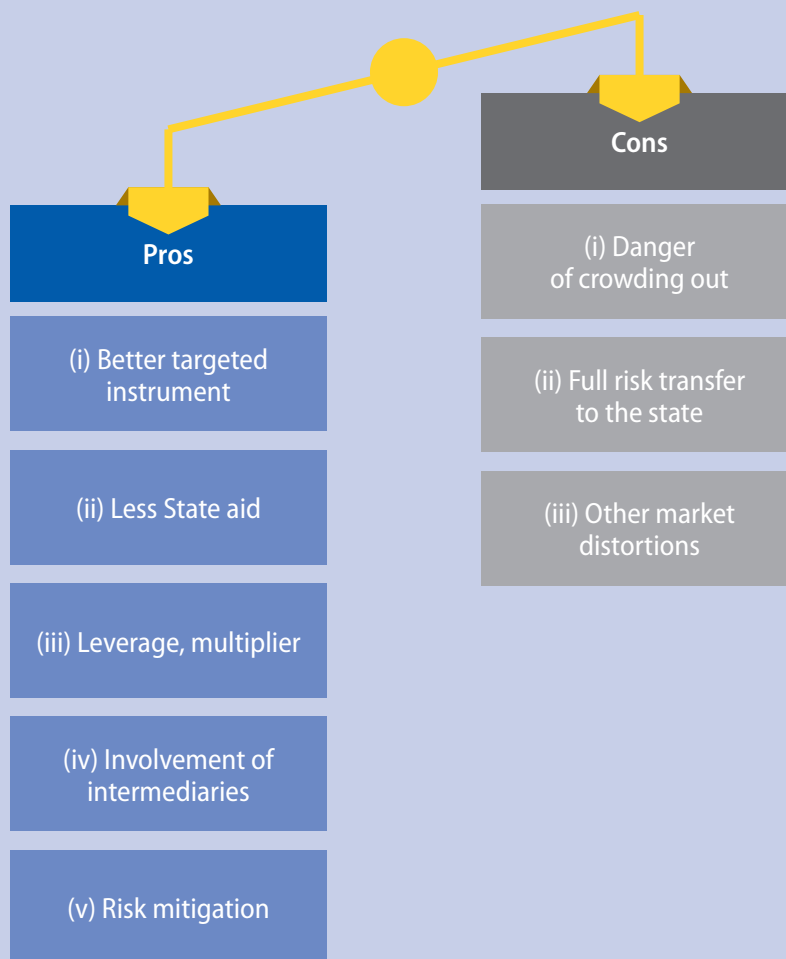 Pros
(i) Better targeted
instrument
(ii) Less State aid
(iii) Leverage, multiplier
(iv) Involvement of
intermediaries
(v) Risk mitigation
Cons
(i) Danger
of crowding out
(ii) Full risk transfer
to the state
(iii) Other market
distortions